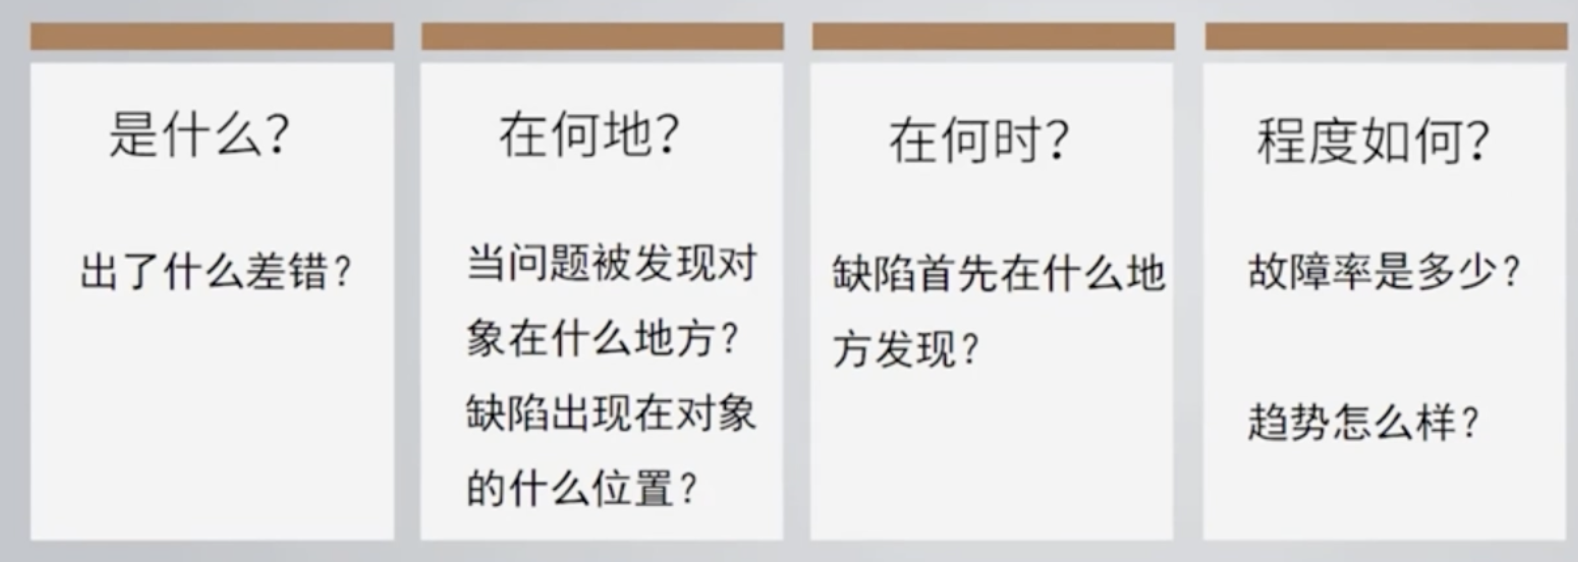 是什么？
出了什么差错？
在何地？
当问题被发现对
象在什么地方？
缺陷出现在对象
的什么位置？
在何时？
缺陷首先在什么地
方发现？
程度如何？
故障率是多少？
趋势怎么样？